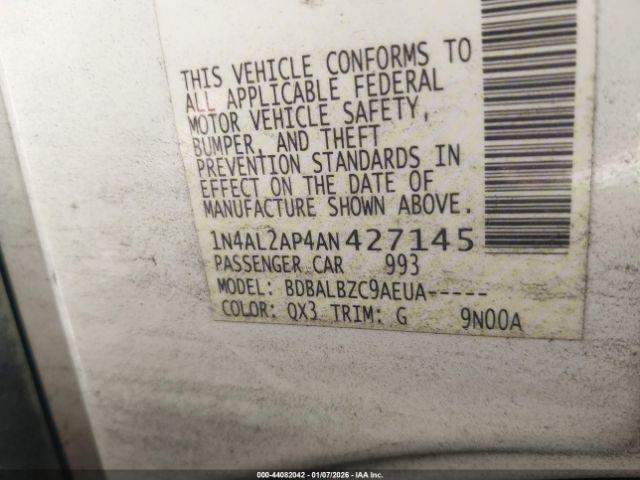 THIS VEHICLE CONFORMS TO
ALL APPLICABLE FEDERAL
MOTOR VEHICLE SAFETY,
BUMPER, AND THEFT
PREVENTION STANDARDS IN
EFFECT ON THE DATE OF
MANUFACTURE SHOWN ABOVE.
1N4AL2AP4AN427145
PASSENGER CAR 993
MODEL: BDBALBZC9AEUA-----
COLOR: QX3 TRIM: G 9N00A
000-44082042 | 01/07/2026 | IAA Inc.